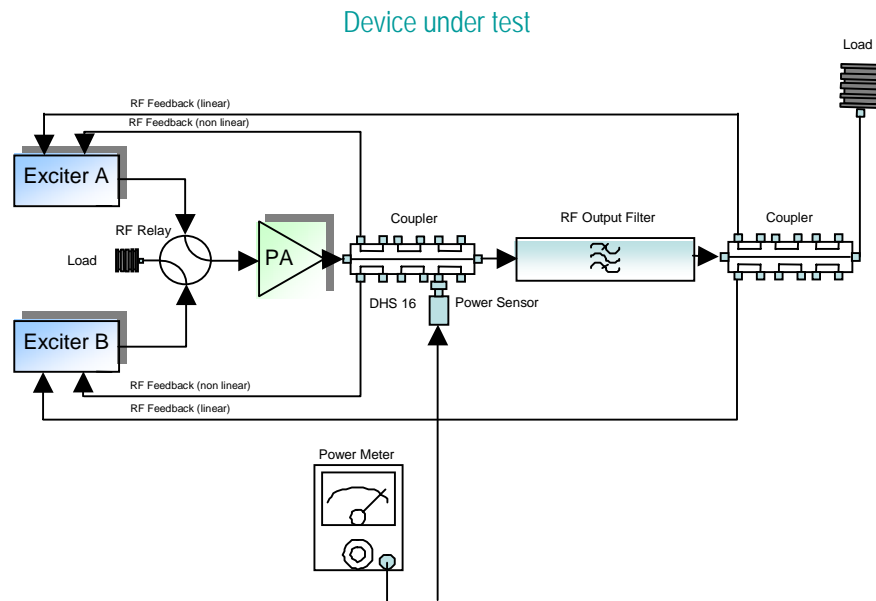 Device under test
Load
RF Feedback (linear)
RF Feedback (non linear)
Exciter A
RF Relay
Load
PA
Coupler
RF Output Filter
Coupler
DHS 16
Power Sensor
Exciter B
RF Feedback (non linear)
RF Feedback (linear)
Power Meter